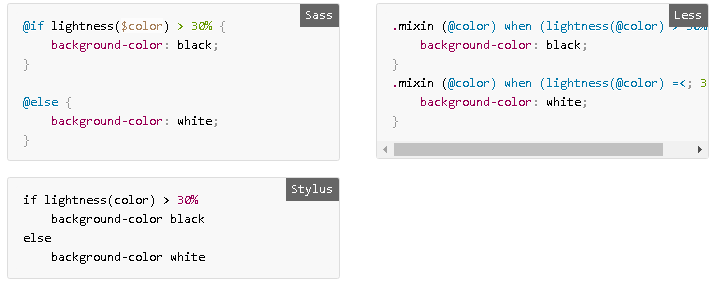 Sass
@if lightness($color) > 30% {
    background-color: black;
}
@else {
    background-color: white;
}
Less
.mixin (@color) when (lightness(@color) > 30%
    background-color: black;
}
.mixin (@color) when (lightness(@color) =<; 3
    background-color: white;
}
Stylus
if lightness(color) > 30%
    background-color black
else
    background-color white